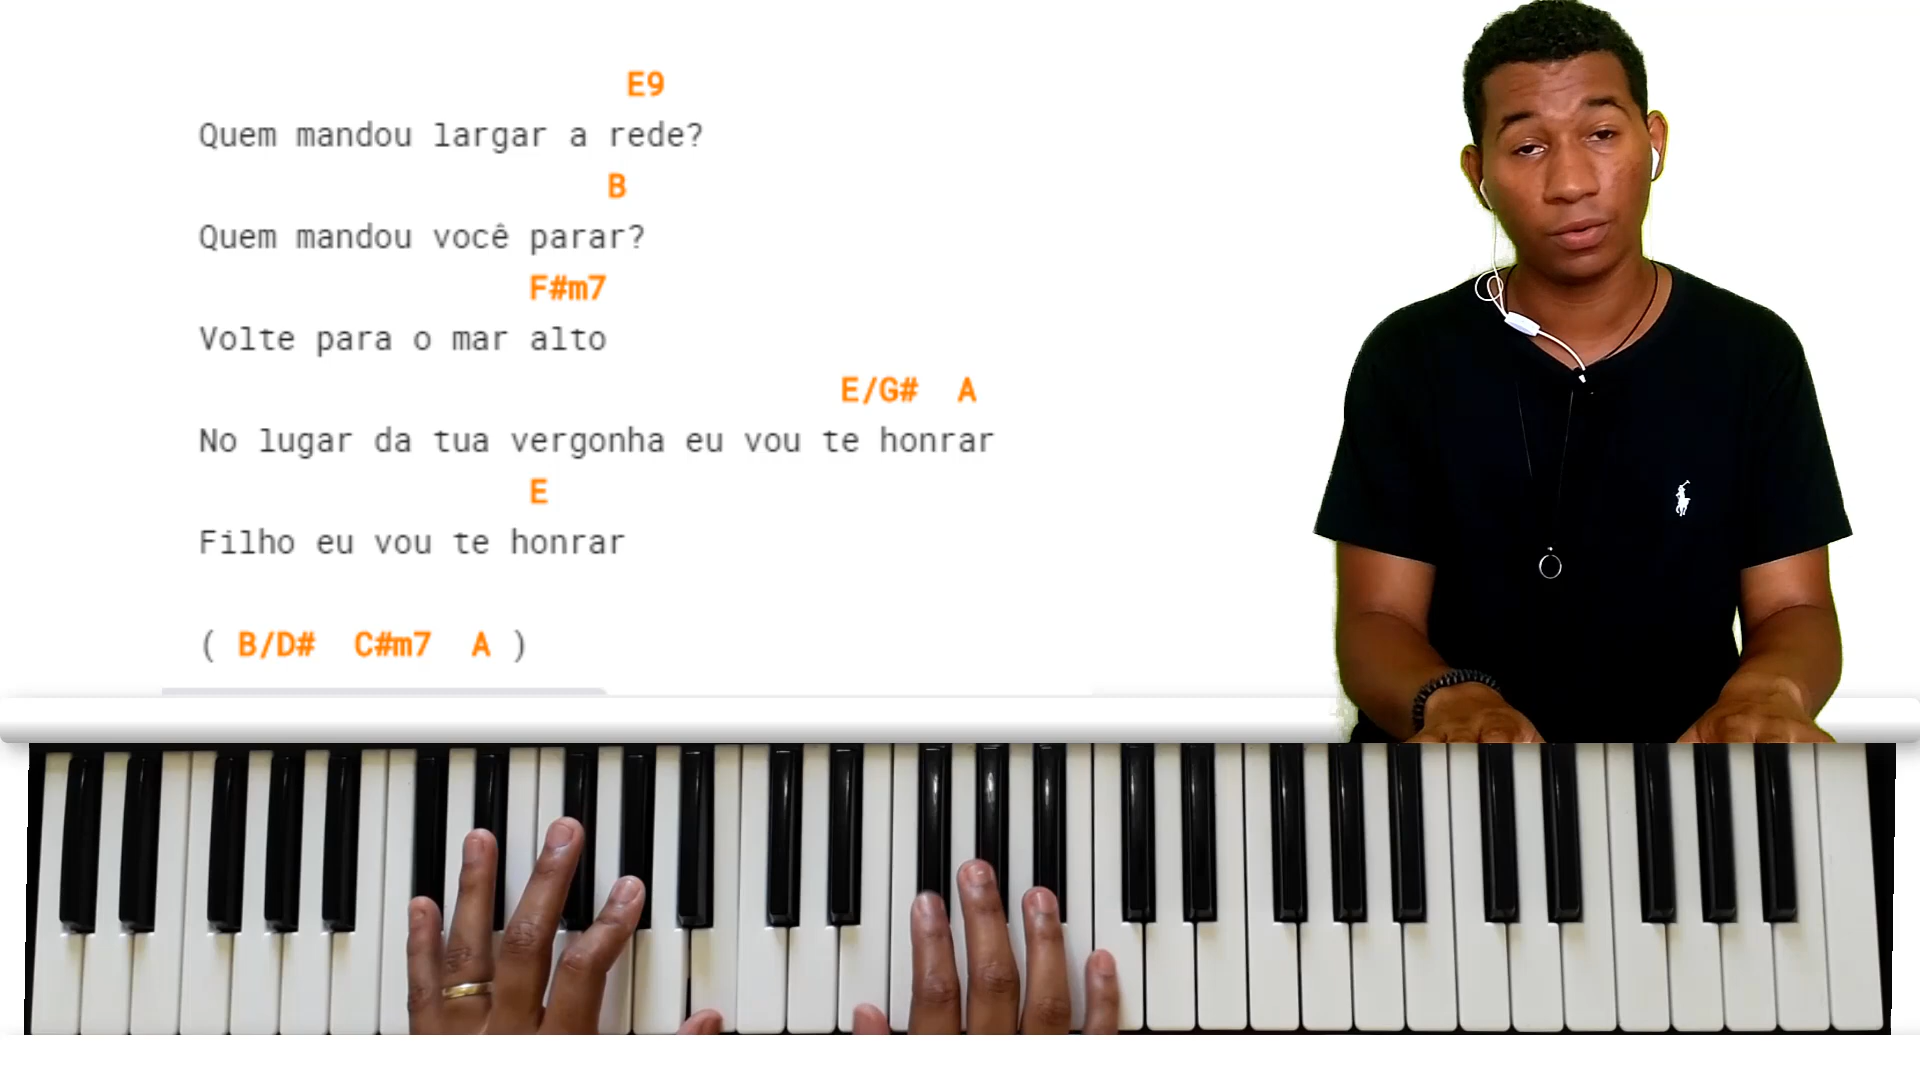 E9
Quem mandou largar a rede?
B
Quem mandou você parar?
F#m7
Volte para o mar alto
E/G# A
No lugar da tua vergonha eu vou te honrar
E
Filho eu vou te honrar
( B/D# C#m7 A )